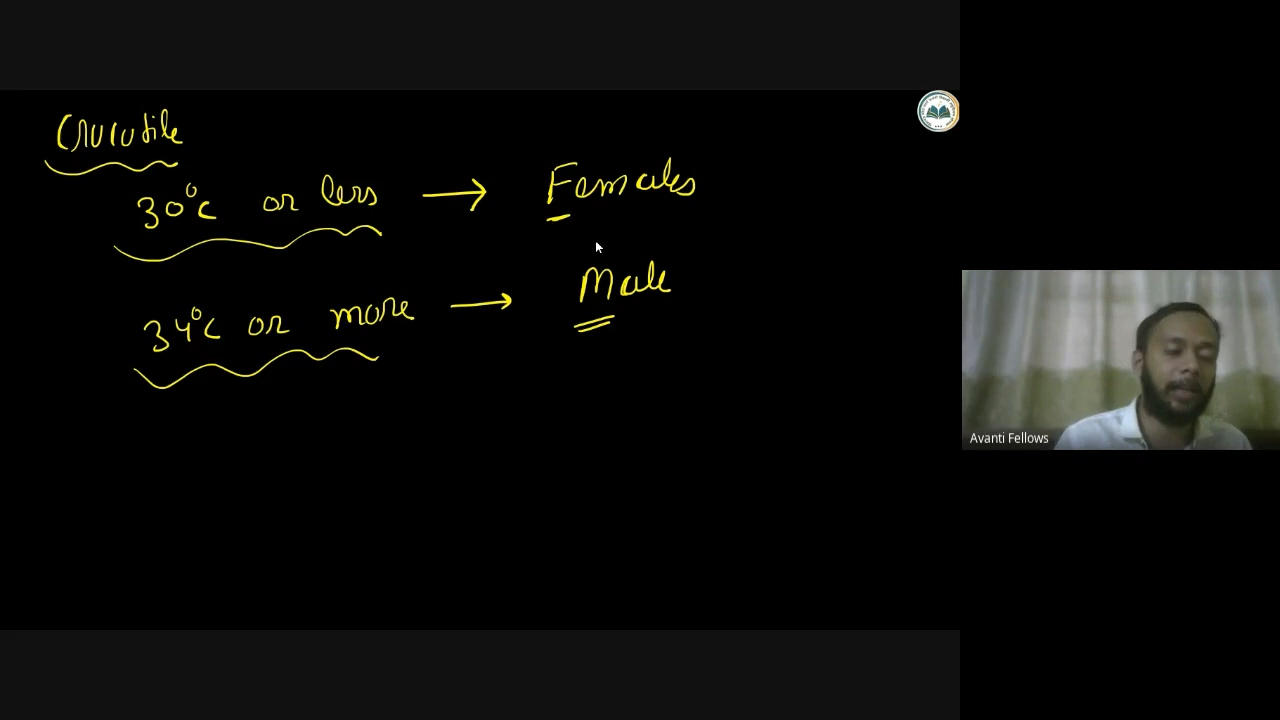 Crocodile
30°C or less → Females
34°C or more → Male
Avanti Fellows